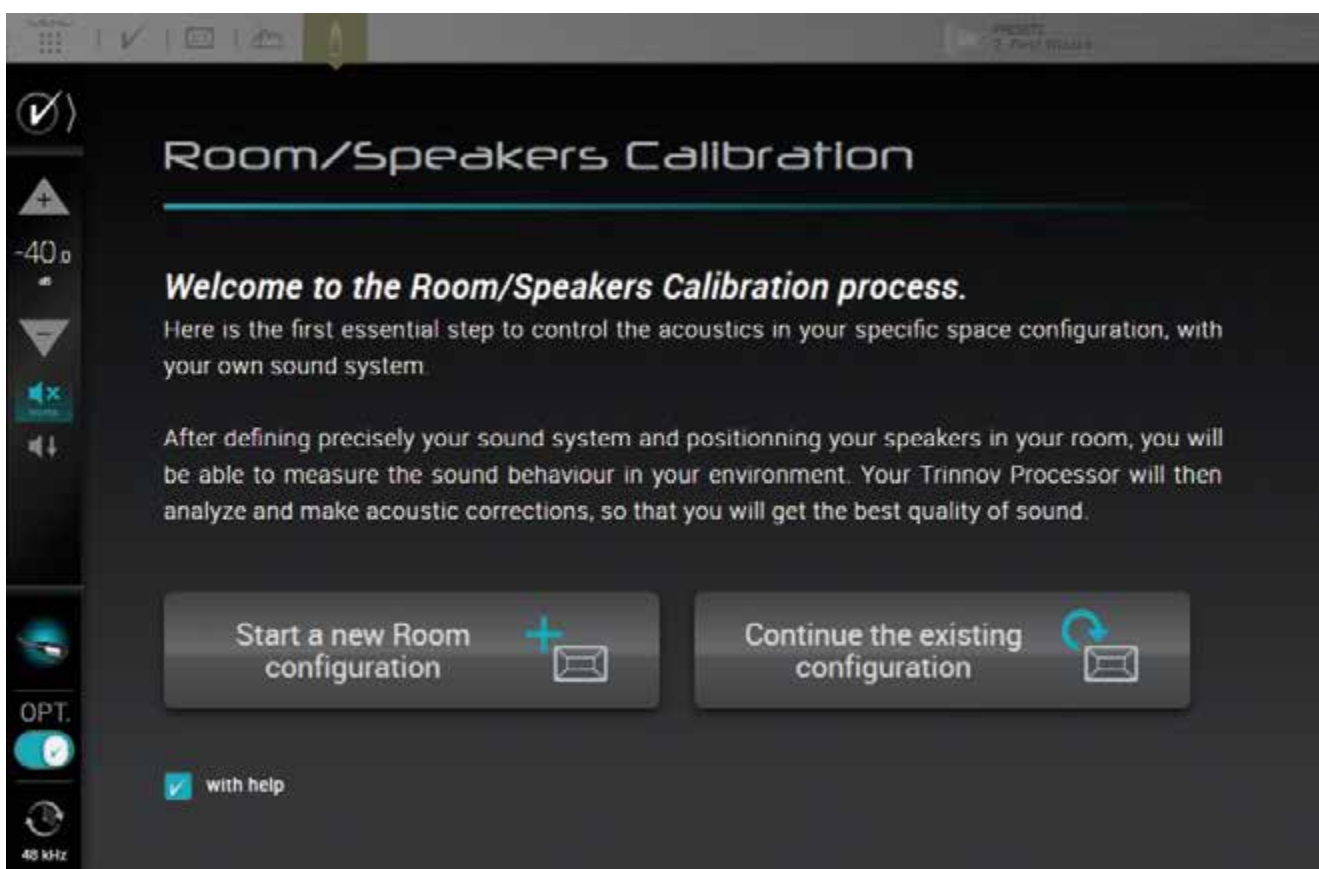 PRESETS
Room/Speakers Calibration
-40.0
dB
Welcome to the Room/Speakers Calibration process.
Here is the first essential step to control the acoustics in your specific space configuration, with
your own sound system.
After defining precisely your sound system and positionning your speakers in your room, you will
be able to measure the sound behaviour in your environment. Your Trinnov Processor will then
analyze and make acoustic corrections, so that you will get the best quality of sound.
Start a new Room
configuration
Continue the existing
configuration
OPT.
with help
48 kHz